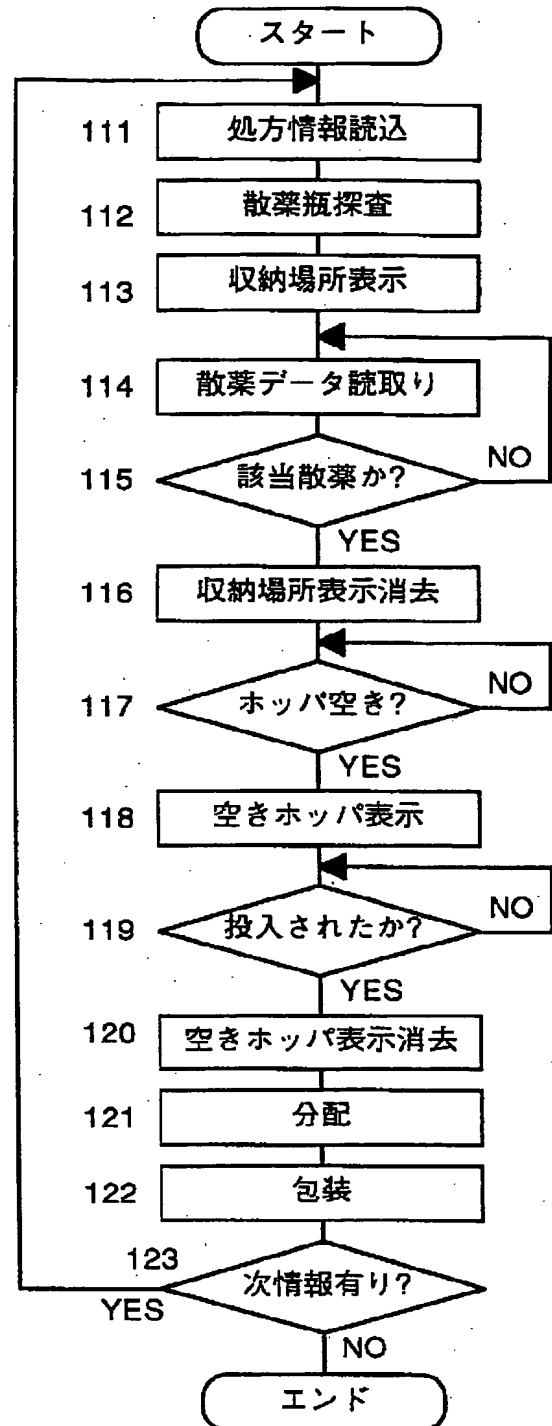 スタート
111 処方情報読込
112 散薬瓶探査
113 収納場所表示
114 散薬データ読取り
115 該当散薬か? NO
YES
116 収納場所表示消去
117 ホッパ空き? NO
YES
118 空きホッパ表示
119 投入されたか? NO
YES
120 空きホッパ表示消去
121 分配
122 包装
123 次情報有り?
YES
NO
エンド